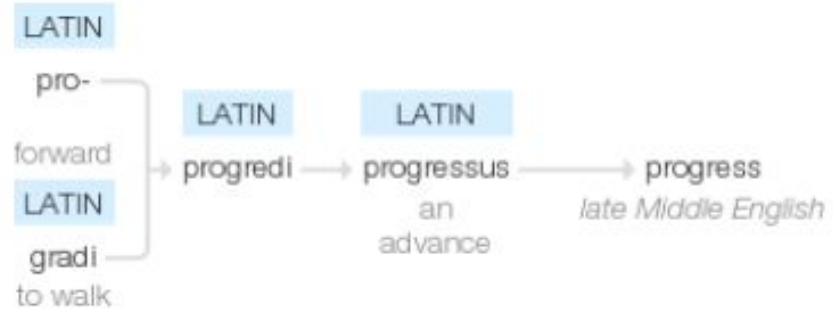 LATIN
pro-
forward
LATIN
gradi
to walk
LATIN
progredi
LATIN
progressus
an
advance
progress
late Middle English